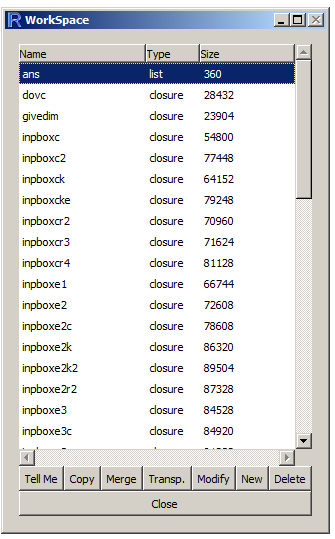 R WorkSpace
Name Type Size
ans list 360
dovc closure 28432
givedim closure 23904
inpboxc closure 54800
inpboxc2 closure 77448
inpboxck closure 64152
inpboxcke closure 79248
inpboxcr2 closure 70960
inpboxcr3 closure 71624
inpboxcr4 closure 81128
inpboxe1 closure 66744
inpboxe2 closure 72608
inpboxe2c closure 78608
inpboxe2k closure 86320
inpboxe2k2 closure 89504
inpboxe2r2 closure 87328
inpboxe3 closure 84528
inpboxe3c closure 84920
Tell Me Copy Merge Transp. Modify New Delete
Close